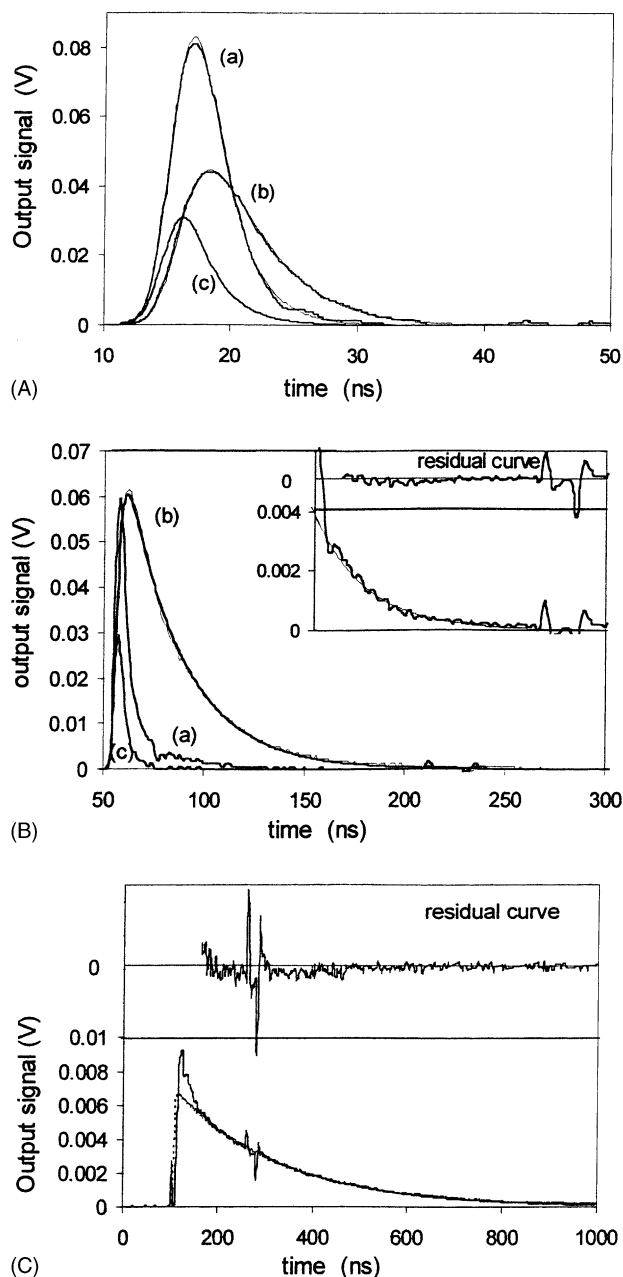 0.08
0.06
0.04
0.02
0
Output signal (V)
(a)
(b)
(c)
10 20 30 40 50
time (ns)
(A)
0.07
0.06
0.05
0.04
0.03
0.02
0.01
0
output signal (V)
(b)
(a)
(c)
residual curve
0
0.004
0.002
0
50 100 150 200 250 300
time (ns)
(B)
residual curve
0
0.01
0.008
0.006
0.004
0.002
0
Output signal (V)
0 200 400 600 800 1000
time (ns)
(C)